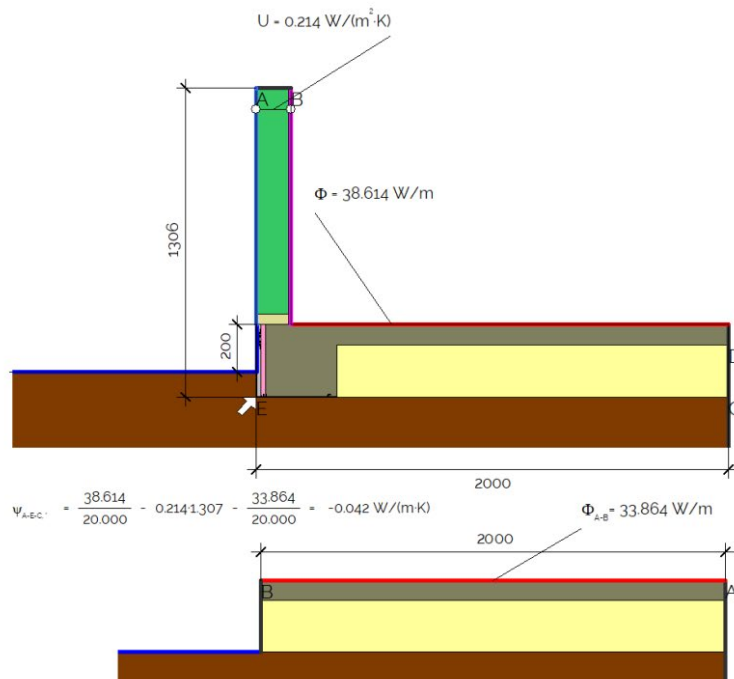 U = 0.214 W/(m²·K)
A B
Φ = 38.614 W/m
1306
200
D
E
C
2000
ψA-E-C, = 38.614/20.000 - 0.214·1.307 - 33.864/20.000 = -0.042 W/(m·K)
ΦA-B = 33.864 W/m
2000
B A